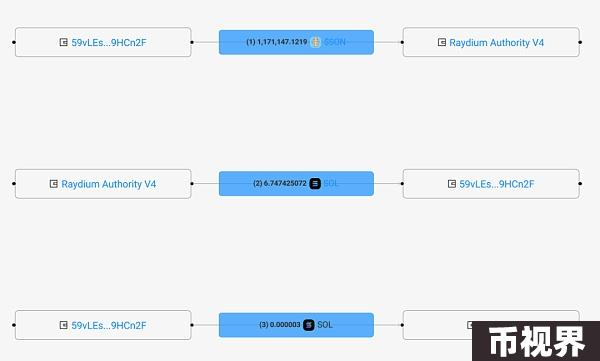 59vLEs...9HCn2F (1) 1,171,147.1219 $SON Raydium Authority V4
Raydium Authority V4 (2) 6.747425072 SOL 59vLEs...9HCn2F
59vLEs...9HCn2F (3) 0.000003 SOL
币视界